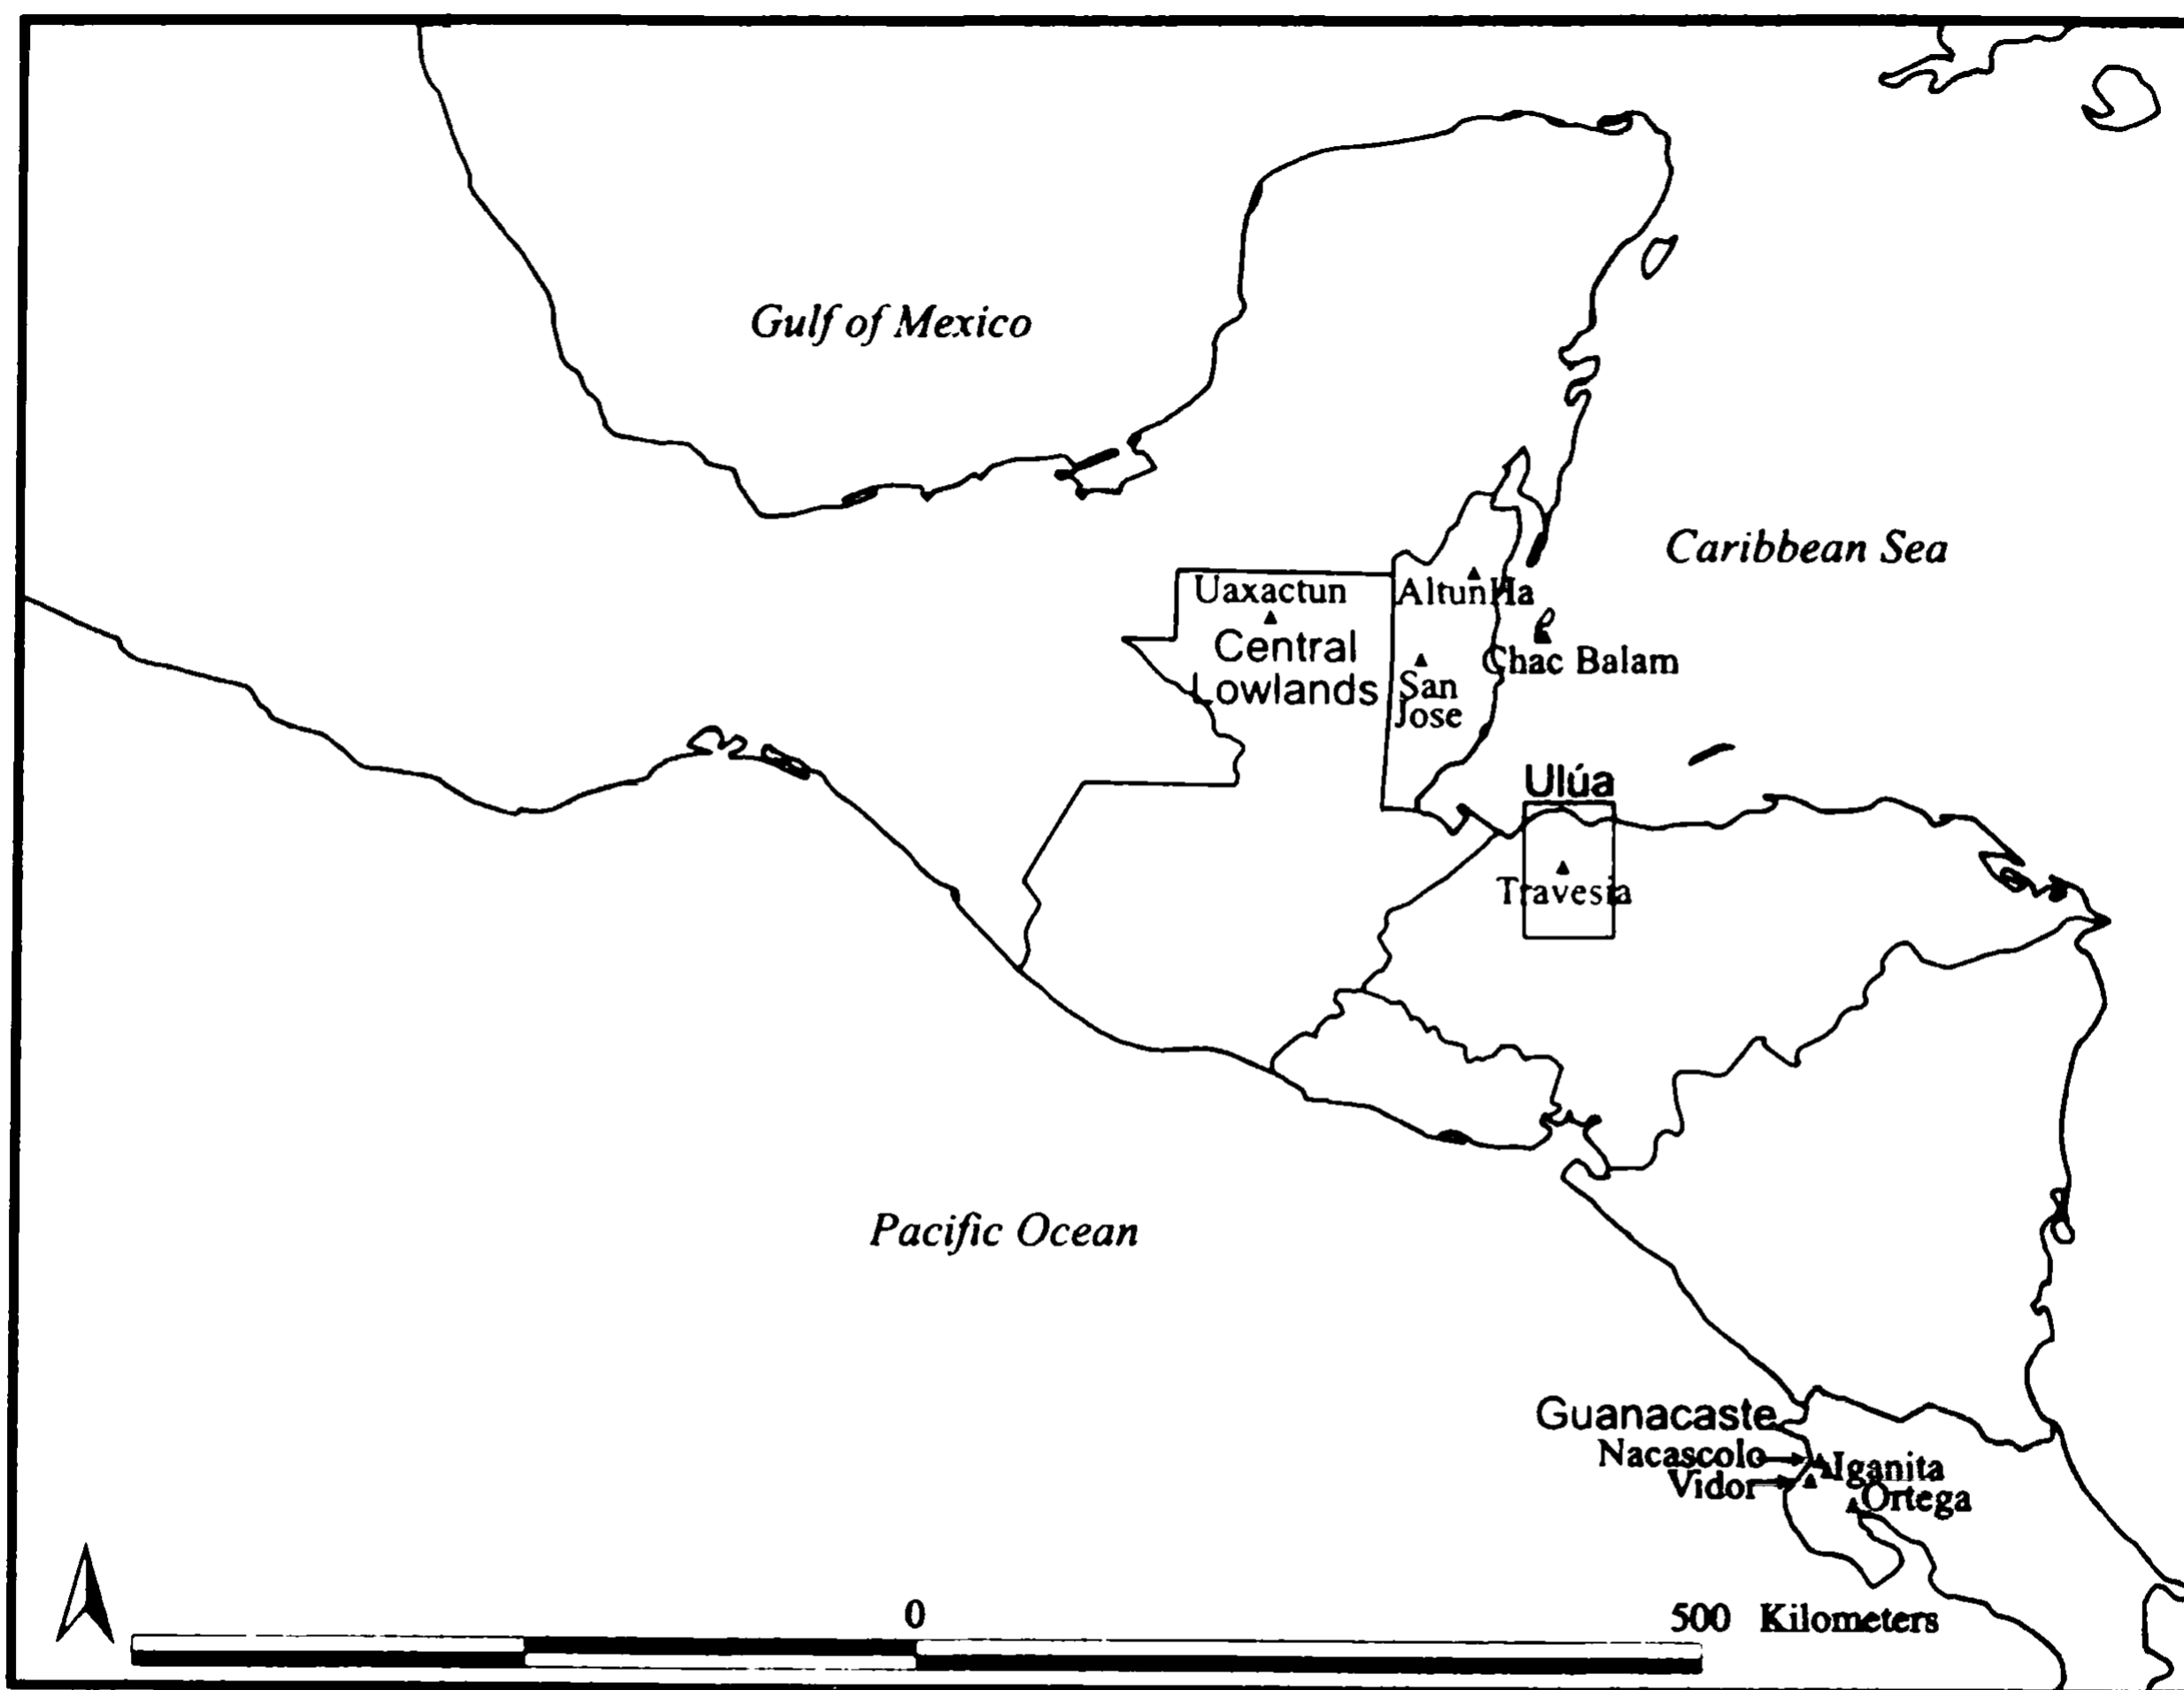 Gulf of Mexico
Caribbean Sea
Uaxactun
Altun Ha
Central
Lowlands
Chac Balam
San
Jose
Ulúa
Travesia
Pacific Ocean
Guanacaste
Nacascolo
Iganita
Vidor
Ortega
0
500 Kilometers